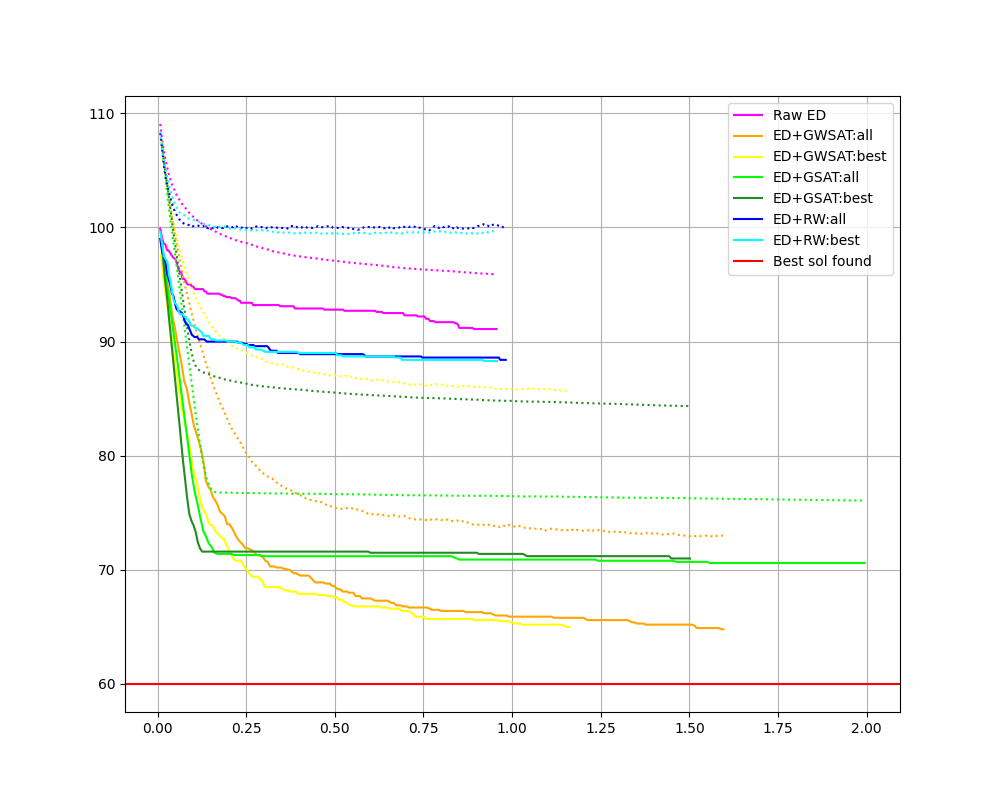 110
100
90
80
70
60
0.00 0.25 0.50 0.75 1.00 1.25 1.50 1.75 2.00
Raw ED
ED+GWSAT:all
ED+GWSAT:best
ED+GSAT:all
ED+GSAT:best
ED+RW:all
ED+RW:best
Best sol found